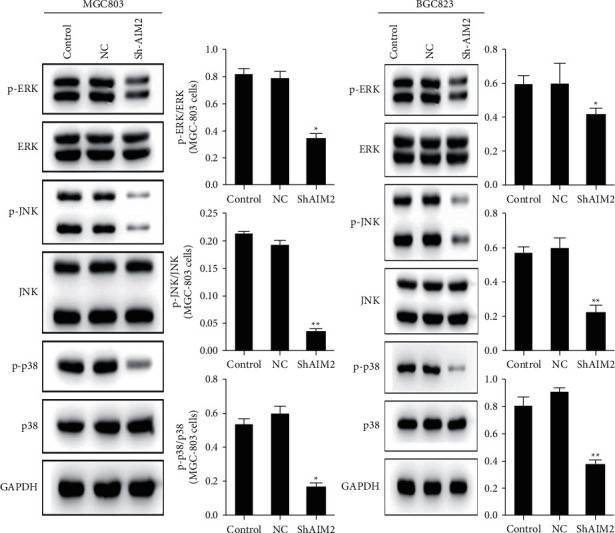 MGC803
Control
NC
Sh-AIM2
p-ERK
ERK
p-JNK
JNK
p-p38
p38
GAPDH
p-ERK/ERK
(MGC-803 cells)
0.8
0.6
0.4
0.2
0.0
*
Control NC ShAIM2
p-JNK/JNK
(MGC-803 cells)
0.25
0.20
0.15
0.10
0.05
0.00
**
Control NC ShAIM2
p-p38/p38
(MGC-803 cells)
0.8
0.6
0.4
0.2
0.0
*
Control NC ShAIM2
BGC823
Control
NC
Sh-AIM2
p-ERK
ERK
p-JNK
JNK
p-p38
p38
GAPDH
0.8
0.6
0.4
0.2
0.0
*
Control NC ShAIM2
0.8
0.6
0.4
0.2
0.0
**
Control NC ShAIM2
1.0
0.8
0.6
0.4
0.2
0.0
**
Control NC ShAIM2